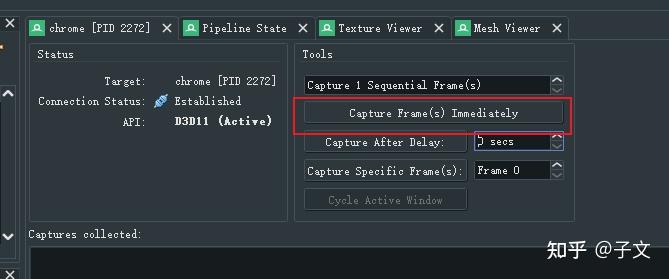 chrome [PID 2272]
Pipeline State
Texture Viewer
Mesh Viewer
Status
Target: chrome [PID 2272]
Connection Status: Established
API: D3D11 (Active)
Tools
Capture 1 Sequential Frame(s)
Capture Frame(s) Immediately
Capture After Delay: secs
Capture Specific Frame(s): Frame 0
Cycle Active Window
Captures collected:
知乎 @子文